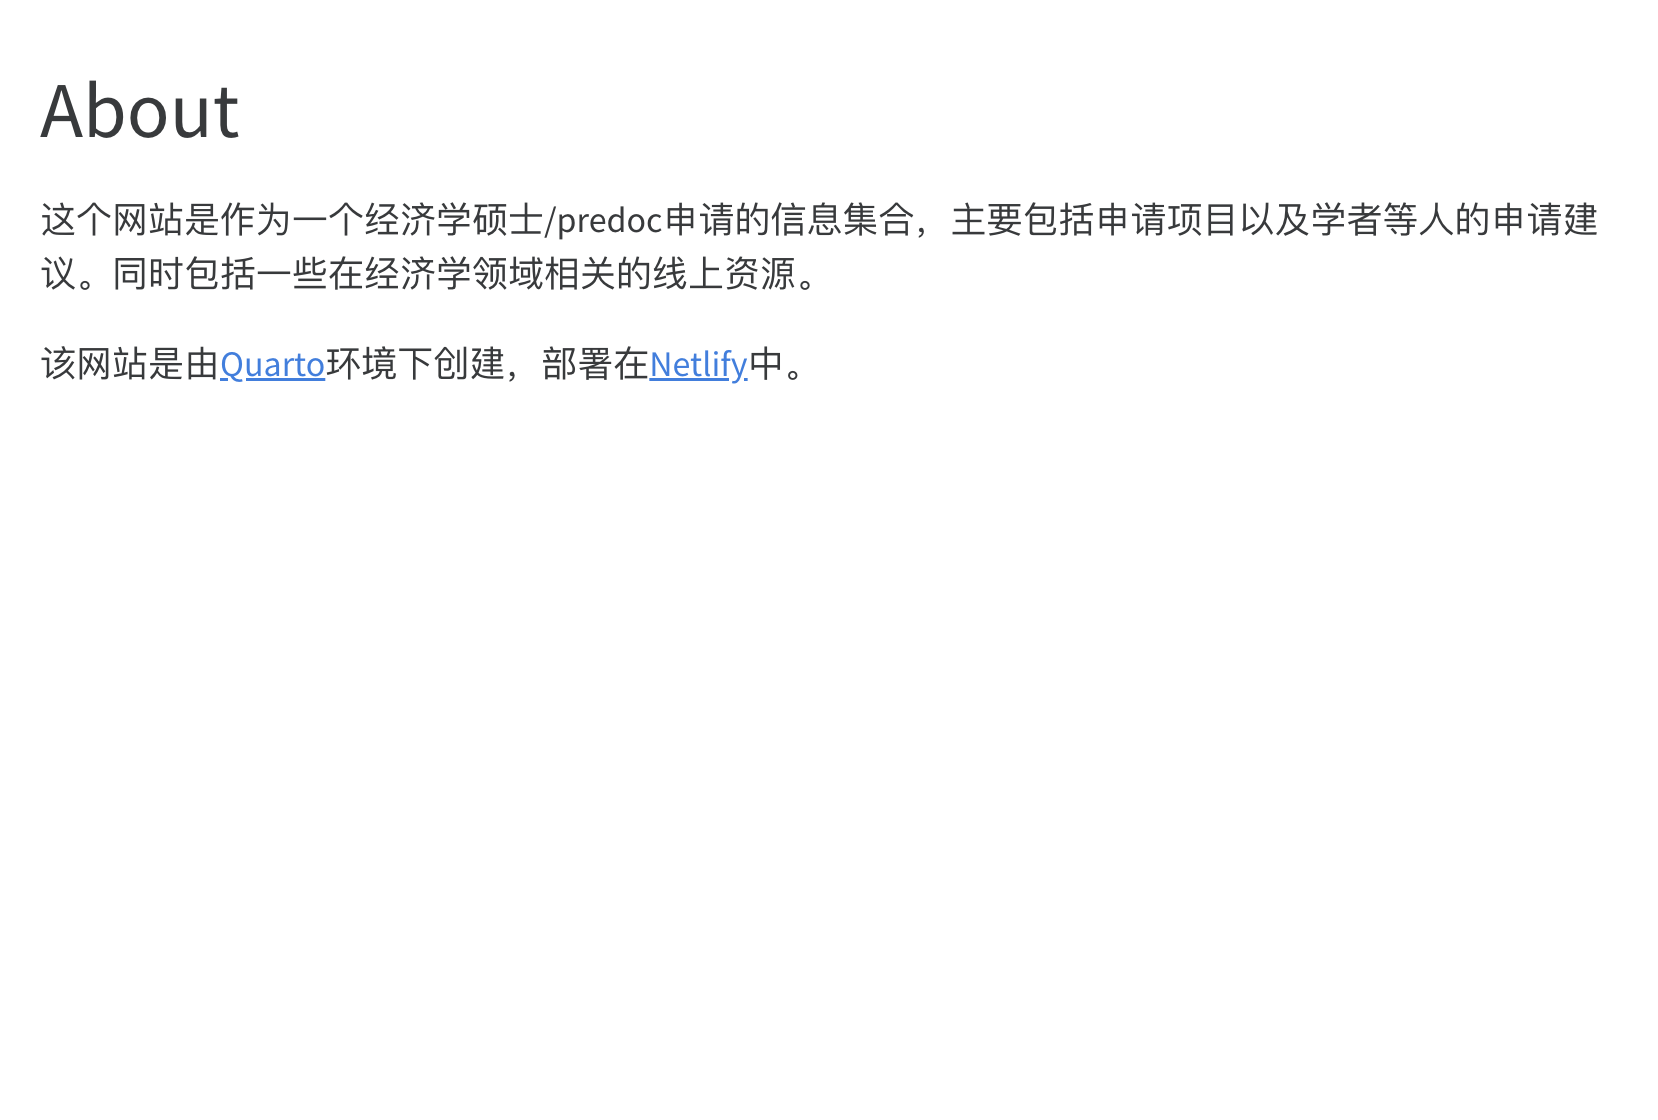 About
这个网站是作为一个经济学硕士/predoc申请的信息集合，主要包括申请项目以及学者等人的申请建
议。同时包括一些在经济学领域相关的线上资源。
该网站是由Quarto环境下创建，部署在Netlify中。